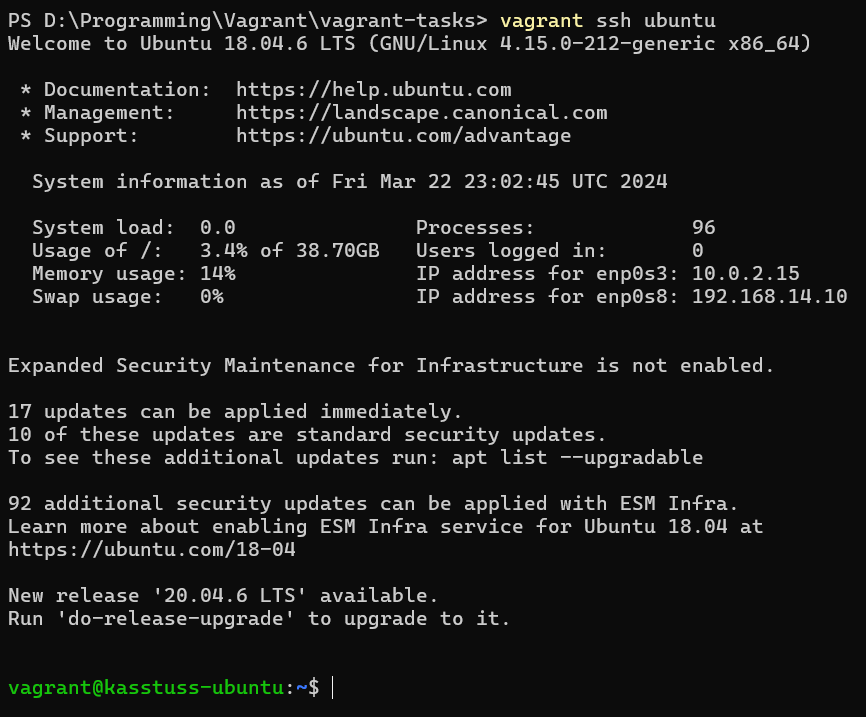 PS D:\Programming\Vagrant\vagrant-tasks> vagrant ssh ubuntu
Welcome to Ubuntu 18.04.6 LTS (GNU/Linux 4.15.0-212-generic x86_64)

 * Documentation:  https://help.ubuntu.com
 * Management:     https://landscape.canonical.com
 * Support:        https://ubuntu.com/advantage

  System information as of Fri Mar 22 23:02:45 UTC 2024

  System load:  0.0               Processes:             96
  Usage of /:   3.4% of 38.70GB   Users logged in:       0
  Memory usage: 14%               IP address for enp0s3: 10.0.2.15
  Swap usage:   0%                IP address for enp0s8: 192.168.14.10


Expanded Security Maintenance for Infrastructure is not enabled.

17 updates can be applied immediately.
10 of these updates are standard security updates.
To see these additional updates run: apt list --upgradable

92 additional security updates can be applied with ESM Infra.
Learn more about enabling ESM Infra service for Ubuntu 18.04 at
https://ubuntu.com/18-04

New release '20.04.6 LTS' available.
Run 'do-release-upgrade' to upgrade to it.


vagrant@kasstuss-ubuntu:~$